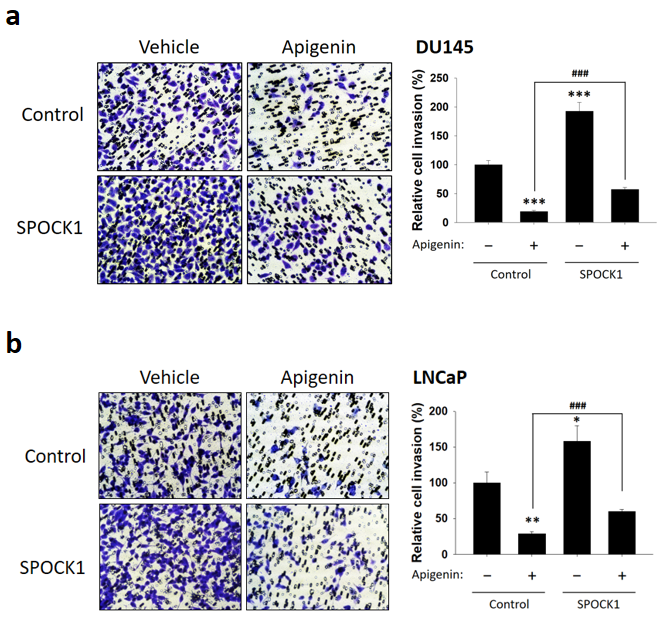 a
Vehicle Apigenin DU145
Control
SPOCK1
Relative cell invasion (%)
250
200
150
100
50
0
###
***
***
Apigenin: − + − +
Control SPOCK1
b
Vehicle Apigenin LNCaP
Control
SPOCK1
Relative cell invasion (%)
200
150
100
50
0
###
*
**
Apigenin: − + − +
Control SPOCK1